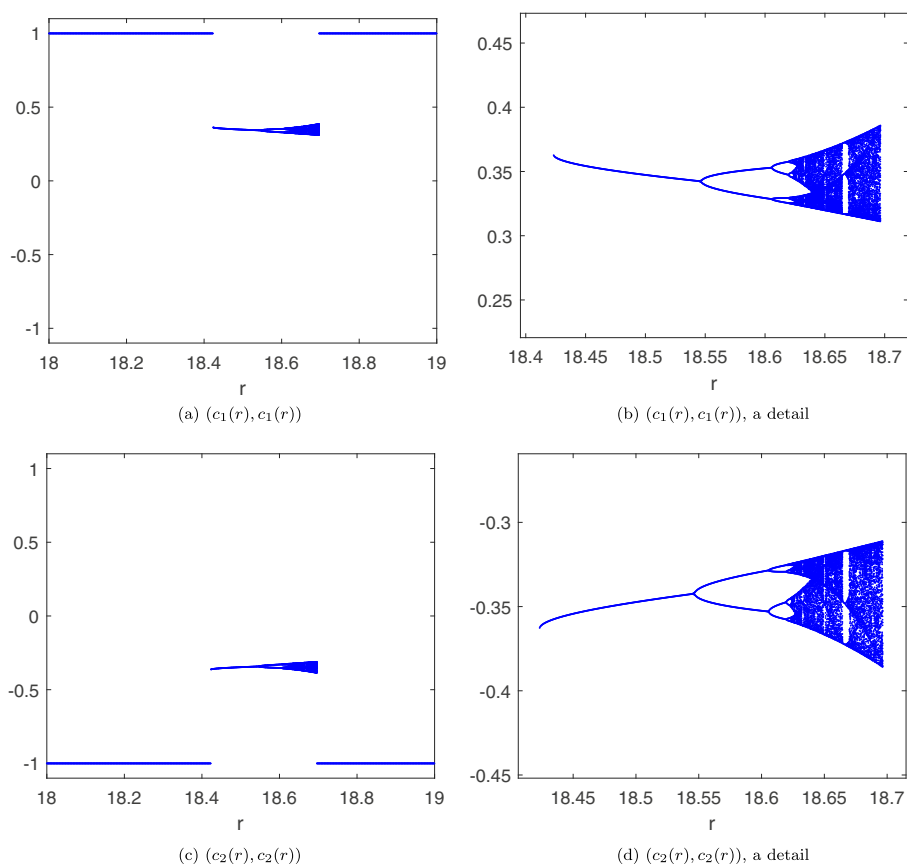 1
0.5
0
-0.5
-1
18 18.2 18.4 18.6 18.8 19
r
(a) (c₁(r), c₁(r))
0.45
0.4
0.35
0.3
0.25
18.4 18.45 18.5 18.55 18.6 18.65 18.7
r
(b) (c₁(r), c₁(r)), a detail
1
0.5
0
-0.5
-1
18 18.2 18.4 18.6 18.8 19
r
(c) (c₂(r), c₂(r))
-0.3
-0.35
-0.4
-0.45
18.45 18.5 18.55 18.6 18.65 18.7
r
(d) (c₂(r), c₂(r)), a detail